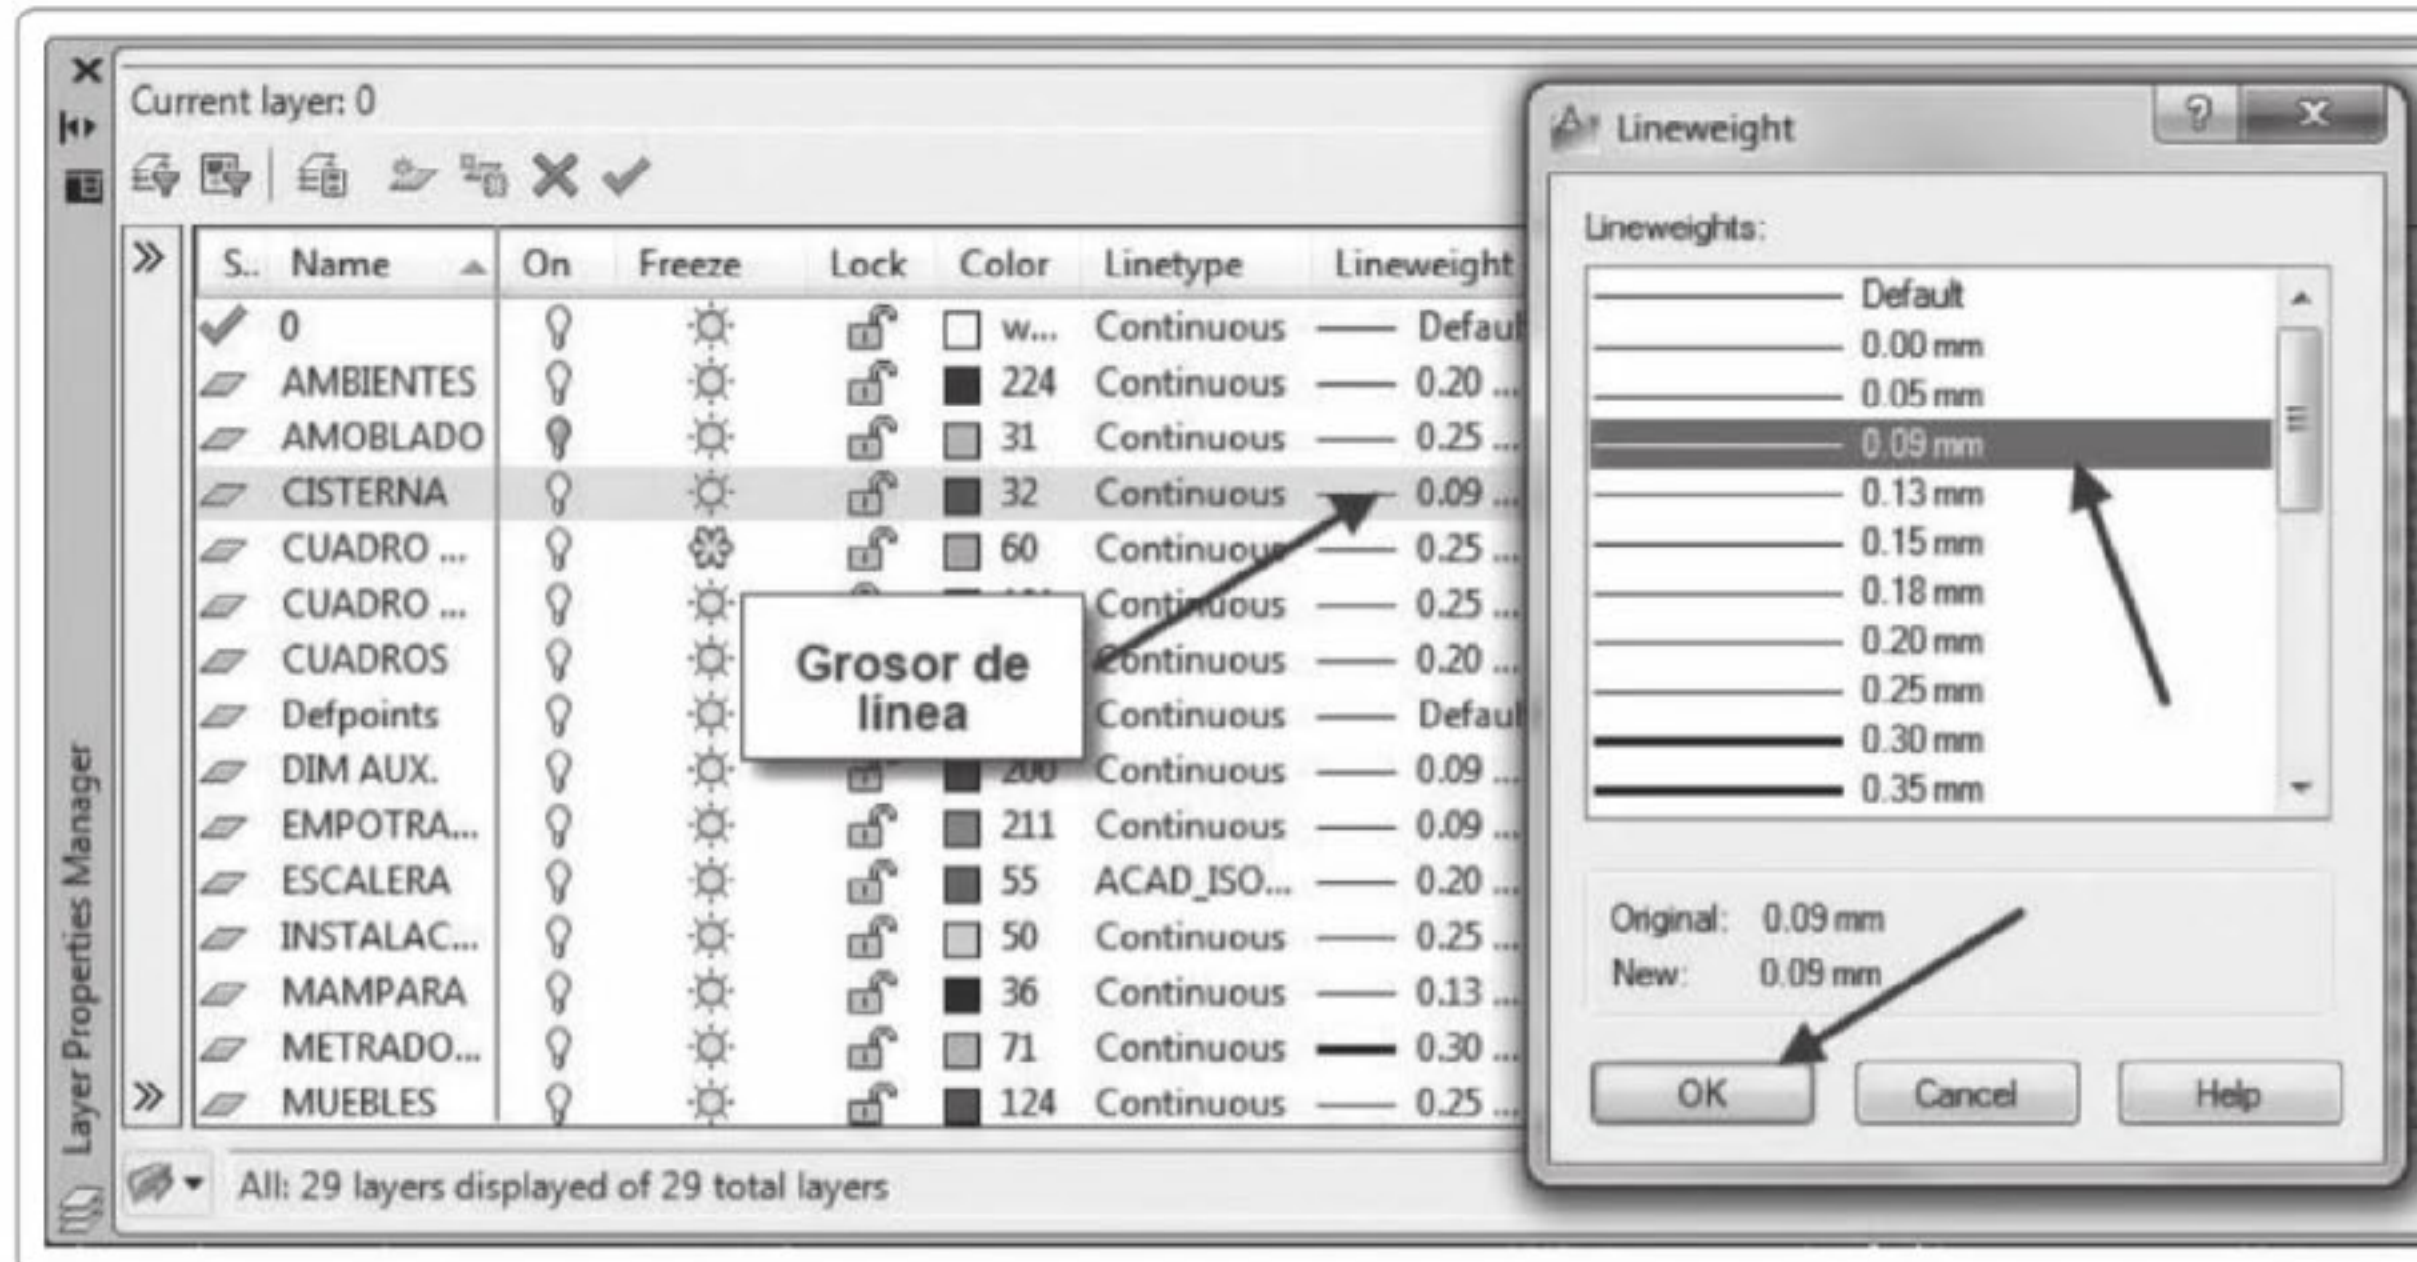 Current layer: 0
S.. Name On Freeze Lock Color Linetype Lineweight
0 w... Continuous Defaul
AMBIENTES 224 Continuous 0.20 ...
AMOBLADO 31 Continuous 0.25 ...
CISTERNA 32 Continuous 0.09 ...
CUADRO ... 60 Continuous 0.25 ...
CUADRO ... Continuous 0.25 ...
CUADROS Continuous 0.20 ...
Defpoints Continuous Defaul
DIM AUX. 200 Continuous 0.09 ...
EMPOTRA... 211 Continuous 0.09 ...
ESCALERA 55 ACAD_ISO... 0.20 ...
INSTALAC... 50 Continuous 0.25 ...
MAMPARA 36 Continuous 0.13 ...
METRADO... 71 Continuous 0.30 ...
MUEBLES 124 Continuous 0.25 ...
Grosor de
linea
All: 29 layers displayed of 29 total layers
Layer Properties Manager
Lineweight
Lineweights:
Default
0.00 mm
0.05 mm
0.09 mm
0.13 mm
0.15 mm
0.18 mm
0.20 mm
0.25 mm
0.30 mm
0.35 mm
Original: 0.09 mm
New: 0.09 mm
OK Cancel Help